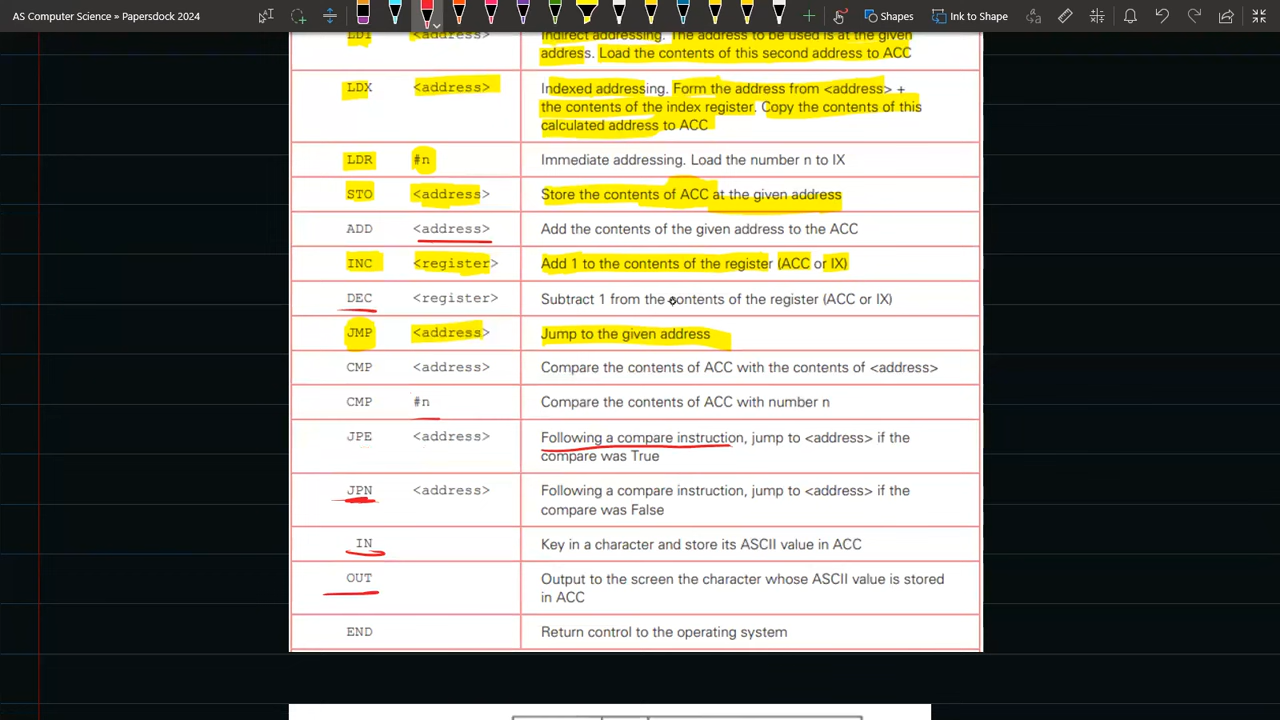 AS Computer Science » Papersdock 2024
Shapes
Ink to Shape
LDI <address> Indirect addressing. The address to be used is at the given
address. Load the contents of this second address to ACC
LDX <address> Indexed addressing. Form the address from <address> +
the contents of the index register. Copy the contents of this
calculated address to ACC
LDR #n Immediate addressing. Load the number n to IX
STO <address> Store the contents of ACC at the given address
ADD <address> Add the contents of the given address to the ACC
INC <register> Add 1 to the contents of the register (ACC or IX)
DEC <register> Subtract 1 from the contents of the register (ACC or IX)
JMP <address> Jump to the given address
CMP <address> Compare the contents of ACC with the contents of <address>
CMP #n Compare the contents of ACC with number n
JPE <address> Following a compare instruction, jump to <address> if the
compare was True
JPN <address> Following a compare instruction, jump to <address> if the
compare was False
IN Key in a character and store its ASCII value in ACC
OUT Output to the screen the character whose ASCII value is stored
in ACC
END Return control to the operating system